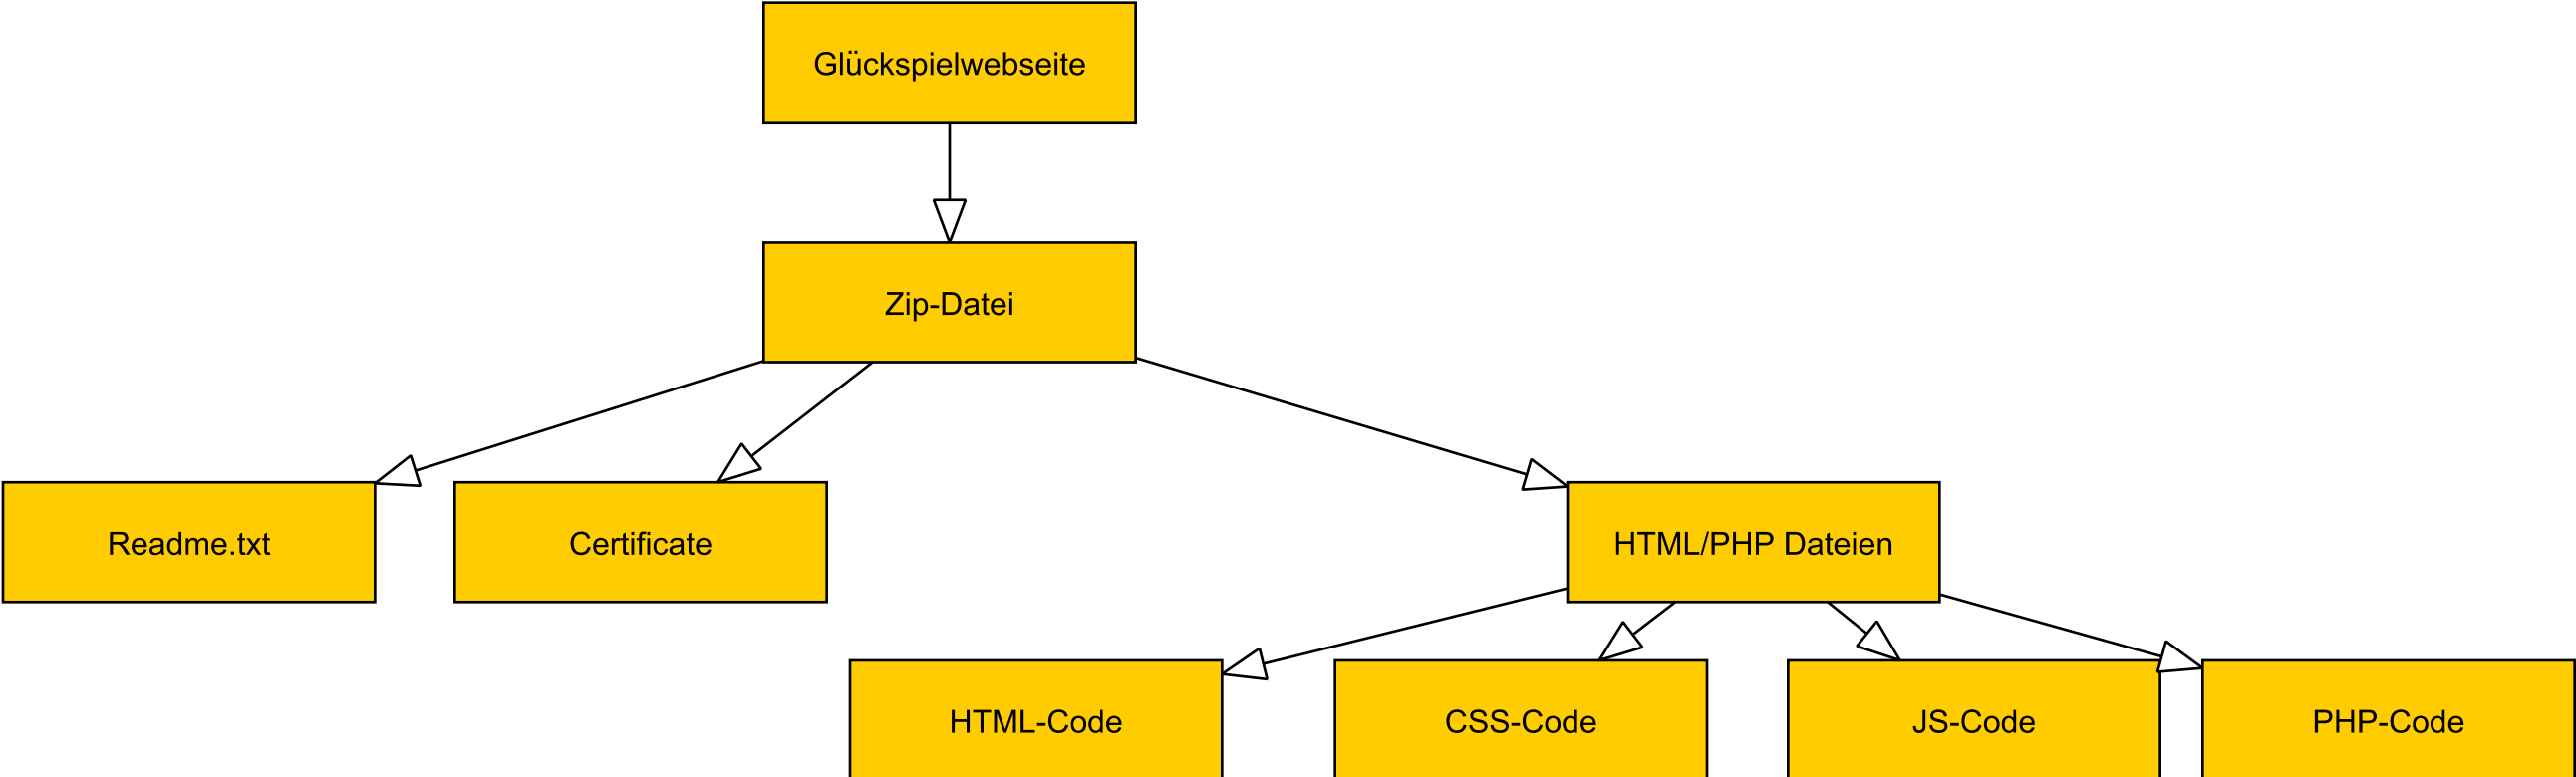 Glückspielwebseite
Zip-Datei
Readme.txt
Certificate
HTML/PHP Dateien
HTML-Code
CSS-Code
JS-Code
PHP-Code